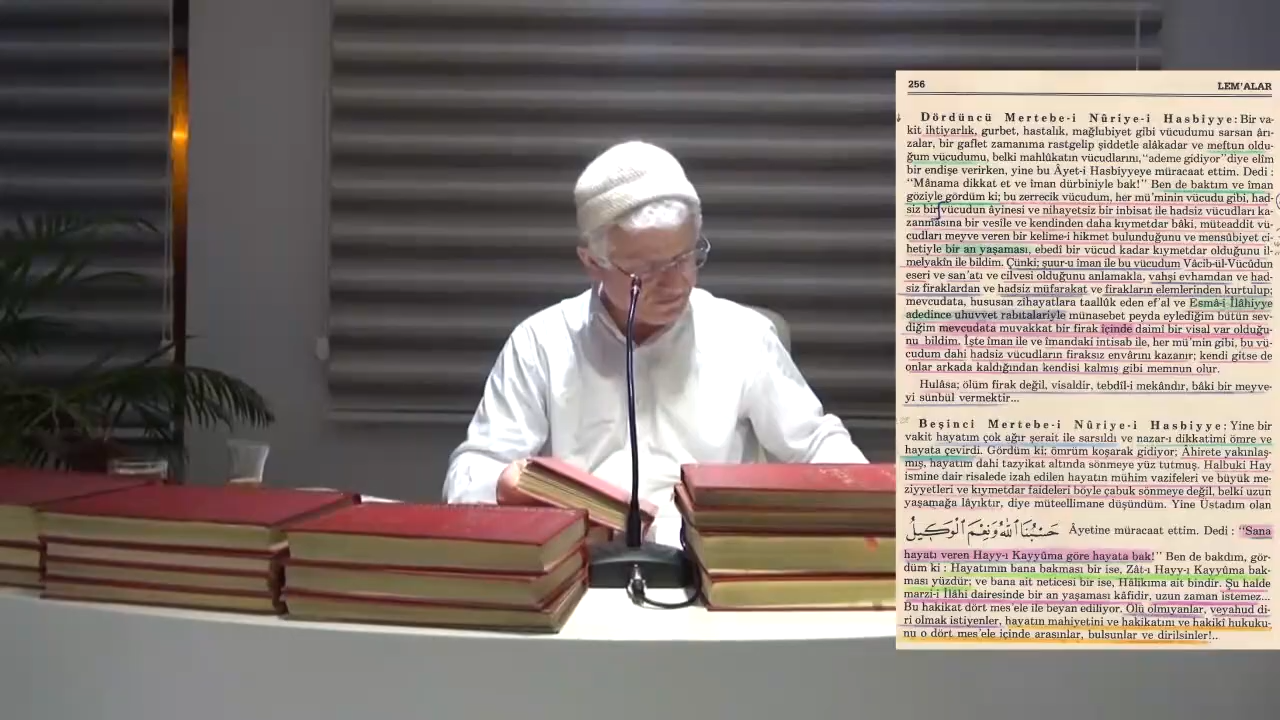 256 LEM'ALAR
Dördüncü Mertebe-i Nûriye-i Hasbiyye: Bir va-
kit ihtiyarlık, gurbet, hastalık, mağlubiyet gibi vücudumu sarsan ârı-
zalar, bir gaflet zamanıma rastgelip şiddetle alâkadar ve meftun oldu-
ğum vücudumu, belki mahlûkatın vücudlarını, "ademe gidiyor" diye elîm
bir endişe verirken, yine bu Âyet-i Hasbiyyeye müracaat ettim. Dedi:
"Mânama dikkat et ve îman dürbiniyle bak!" Ben de baktım ve îman
gözüyle gördüm ki; bu zerrecik vücudum, her mü'minin vücudu gibi, had-
siz bir vücudun âyinesi ve nihayetsiz bir inbisat ile hadsiz vücudları ka-
zanmasına bir vesîle ve kendinden daha kıymetdar bâki, müteaddit vü-
cudları meyve veren bir kelime-i hikmet bulunduğunu ve mensûbiyet ci-
hetiyle bir an yaşaması, ebedî bir vücud kadar kıymetdar olduğunu il-
melyakîn ile bildim. Çünki; şuur-u îman ile bu vücudum Vâcib-ül-Vücûdun
eseri ve san'atı ve cilvesi olduğunu anlamakla, vahşi evhamdan ve had-
siz firaklardan ve hadsiz müfarakat ve firakların elemlerinden kurtulup;
mevcudata, hususan zîhayatlara taallûk eden ef'al ve Esmâ-i İlâhiyye
adedince uhuvvet rabıtalariyle münasebet peyda eylediğim bütün sev-
diğim mevcudata muvakkat bir firak içinde daimî bir visal var olduğu-
nu bildim. İşte îman ile ve îmandaki intisab ile, her mü'min gibi, bu vü-
cudum dahi hadsiz vücudların firaksız envârını kazanır; kendi gitse de
onlar arkada kaldığından kendisi kalmış gibi memnun olur.
Hulâsa; ölüm firak değil, visaldir, tebdîl-i mekândır, bâki bir meyve-
yi sünbül vermektir...
Beşinci Mertebe-i Nûriye-i Hasbiyye: Yine bir
vakit hayatım çok ağır şerait ile sarsıldı ve nazar-ı dikkatimi ömre ve
hayata çevirdi. Gördüm ki; ömrüm koşarak gidiyor; Âhirete yakınlaş-
mış, hayatım dahi tazyikat altında sönmeye yüz tutmuş. Halbuki Hay
ismine dair risalede izah edilen hayatın mühim vazifeleri ve büyük me-
ziyyetleri ve kıymetdar faideleri böyle çabuk sönmeye değil, belki uzun
yaşamağa lâyıktır, diye müteellimane düşündüm. Yine Üstadım olan
حَسْبُنَا اللّٰهُ وَنِعْمَ الْوَكِيلُ Âyetine müracaat ettim. Dedi : "Sana
hayatı veren Hayy-ı Kayyûma göre hayata bak!" Ben de bakdım, gör-
düm ki : Hayatımın bana bakması bir ise, Zât-ı Hayy-ı Kayyûma bak-
ması yüzdür; ve bana ait neticesi bir ise, Hâlıkıma ait bindir. Şu halde
marzî-i İlâhî dairesinde bir an yaşaması kâfidir, uzun zaman istemez...
Bu hakikat dört mes'ele ile beyan ediliyor. Ölü olmıyanlar, veyahud di-
ri olmak istiyenler, hayatın mahiyetini ve hakikatını ve hakikî hukuku-
nu o dört mes'ele içinde arasınlar, bulsunlar ve dirilsinler!..